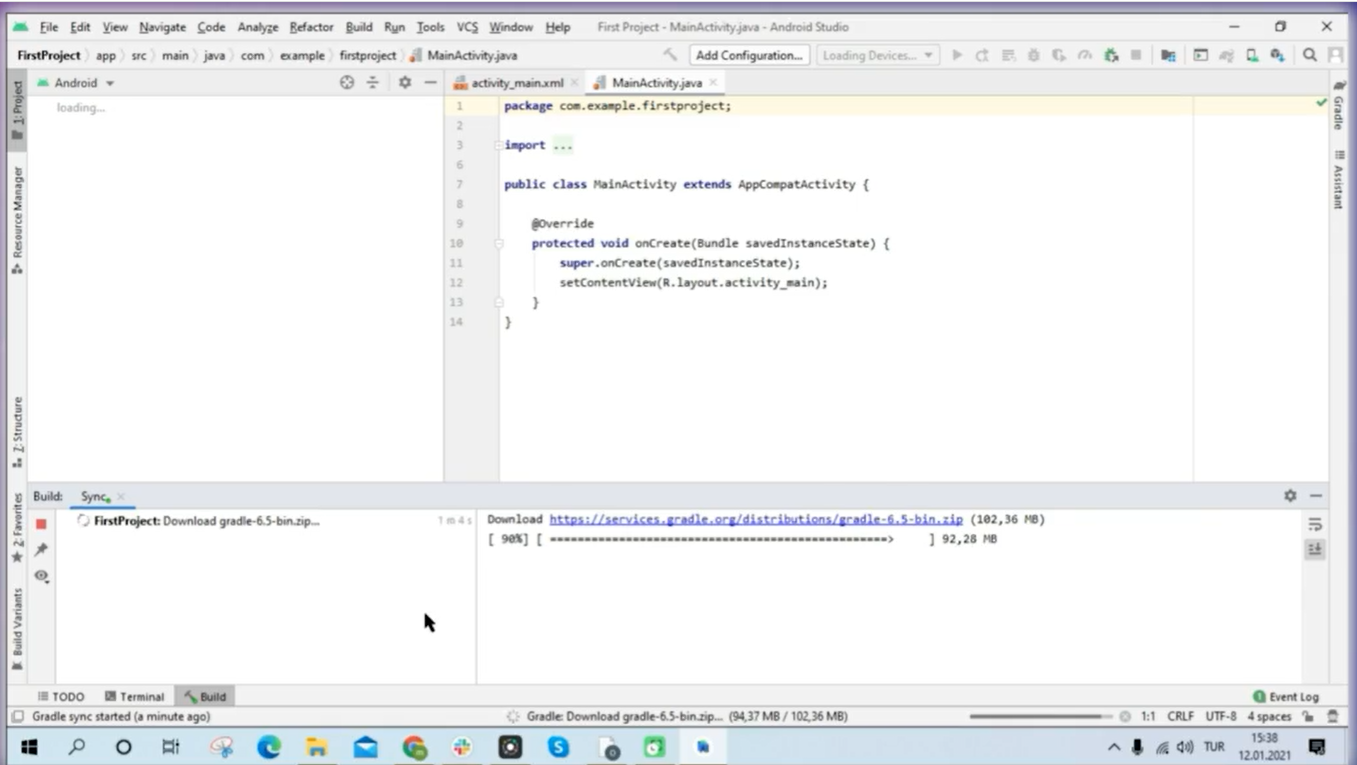 File Edit View Navigate Code Analyze Refactor Build Run Tools VCS Window Help First Project - MainActivity.java - Android Studio
FirstProject app src main java com example firstproject MainActivity.java Add Configuration... Loading Devices...
1: Project
Resource Manager
Z: Structure
2: Favorites
Build Variants
Android
loading...
activity_main.xml MainActivity.java
1 package com.example.firstproject;
2
3 import ...
6
7 public class MainActivity extends AppCompatActivity {
8
9 @Override
10 protected void onCreate(Bundle savedInstanceState) {
11 super.onCreate(savedInstanceState);
12 setContentView(R.layout.activity_main);
13 }
14 }
Gradle
Assistant
Build: Sync
FirstProject: Download gradle-6.5-bin.zip... 1 m 4 s
Download https://services.gradle.org/distributions/gradle-6.5-bin.zip (102,36 MB)
[ 90%] [ =================================================> ] 92,28 MB
TODO Terminal Build 1 Event Log
Gradle sync started (a minute ago) Gradle: Download gradle-6.5-bin.zip... (94,37 MB / 102,36 MB) 1:1 CRLF UTF-8 4 spaces
TUR 15:38
12.01.2021